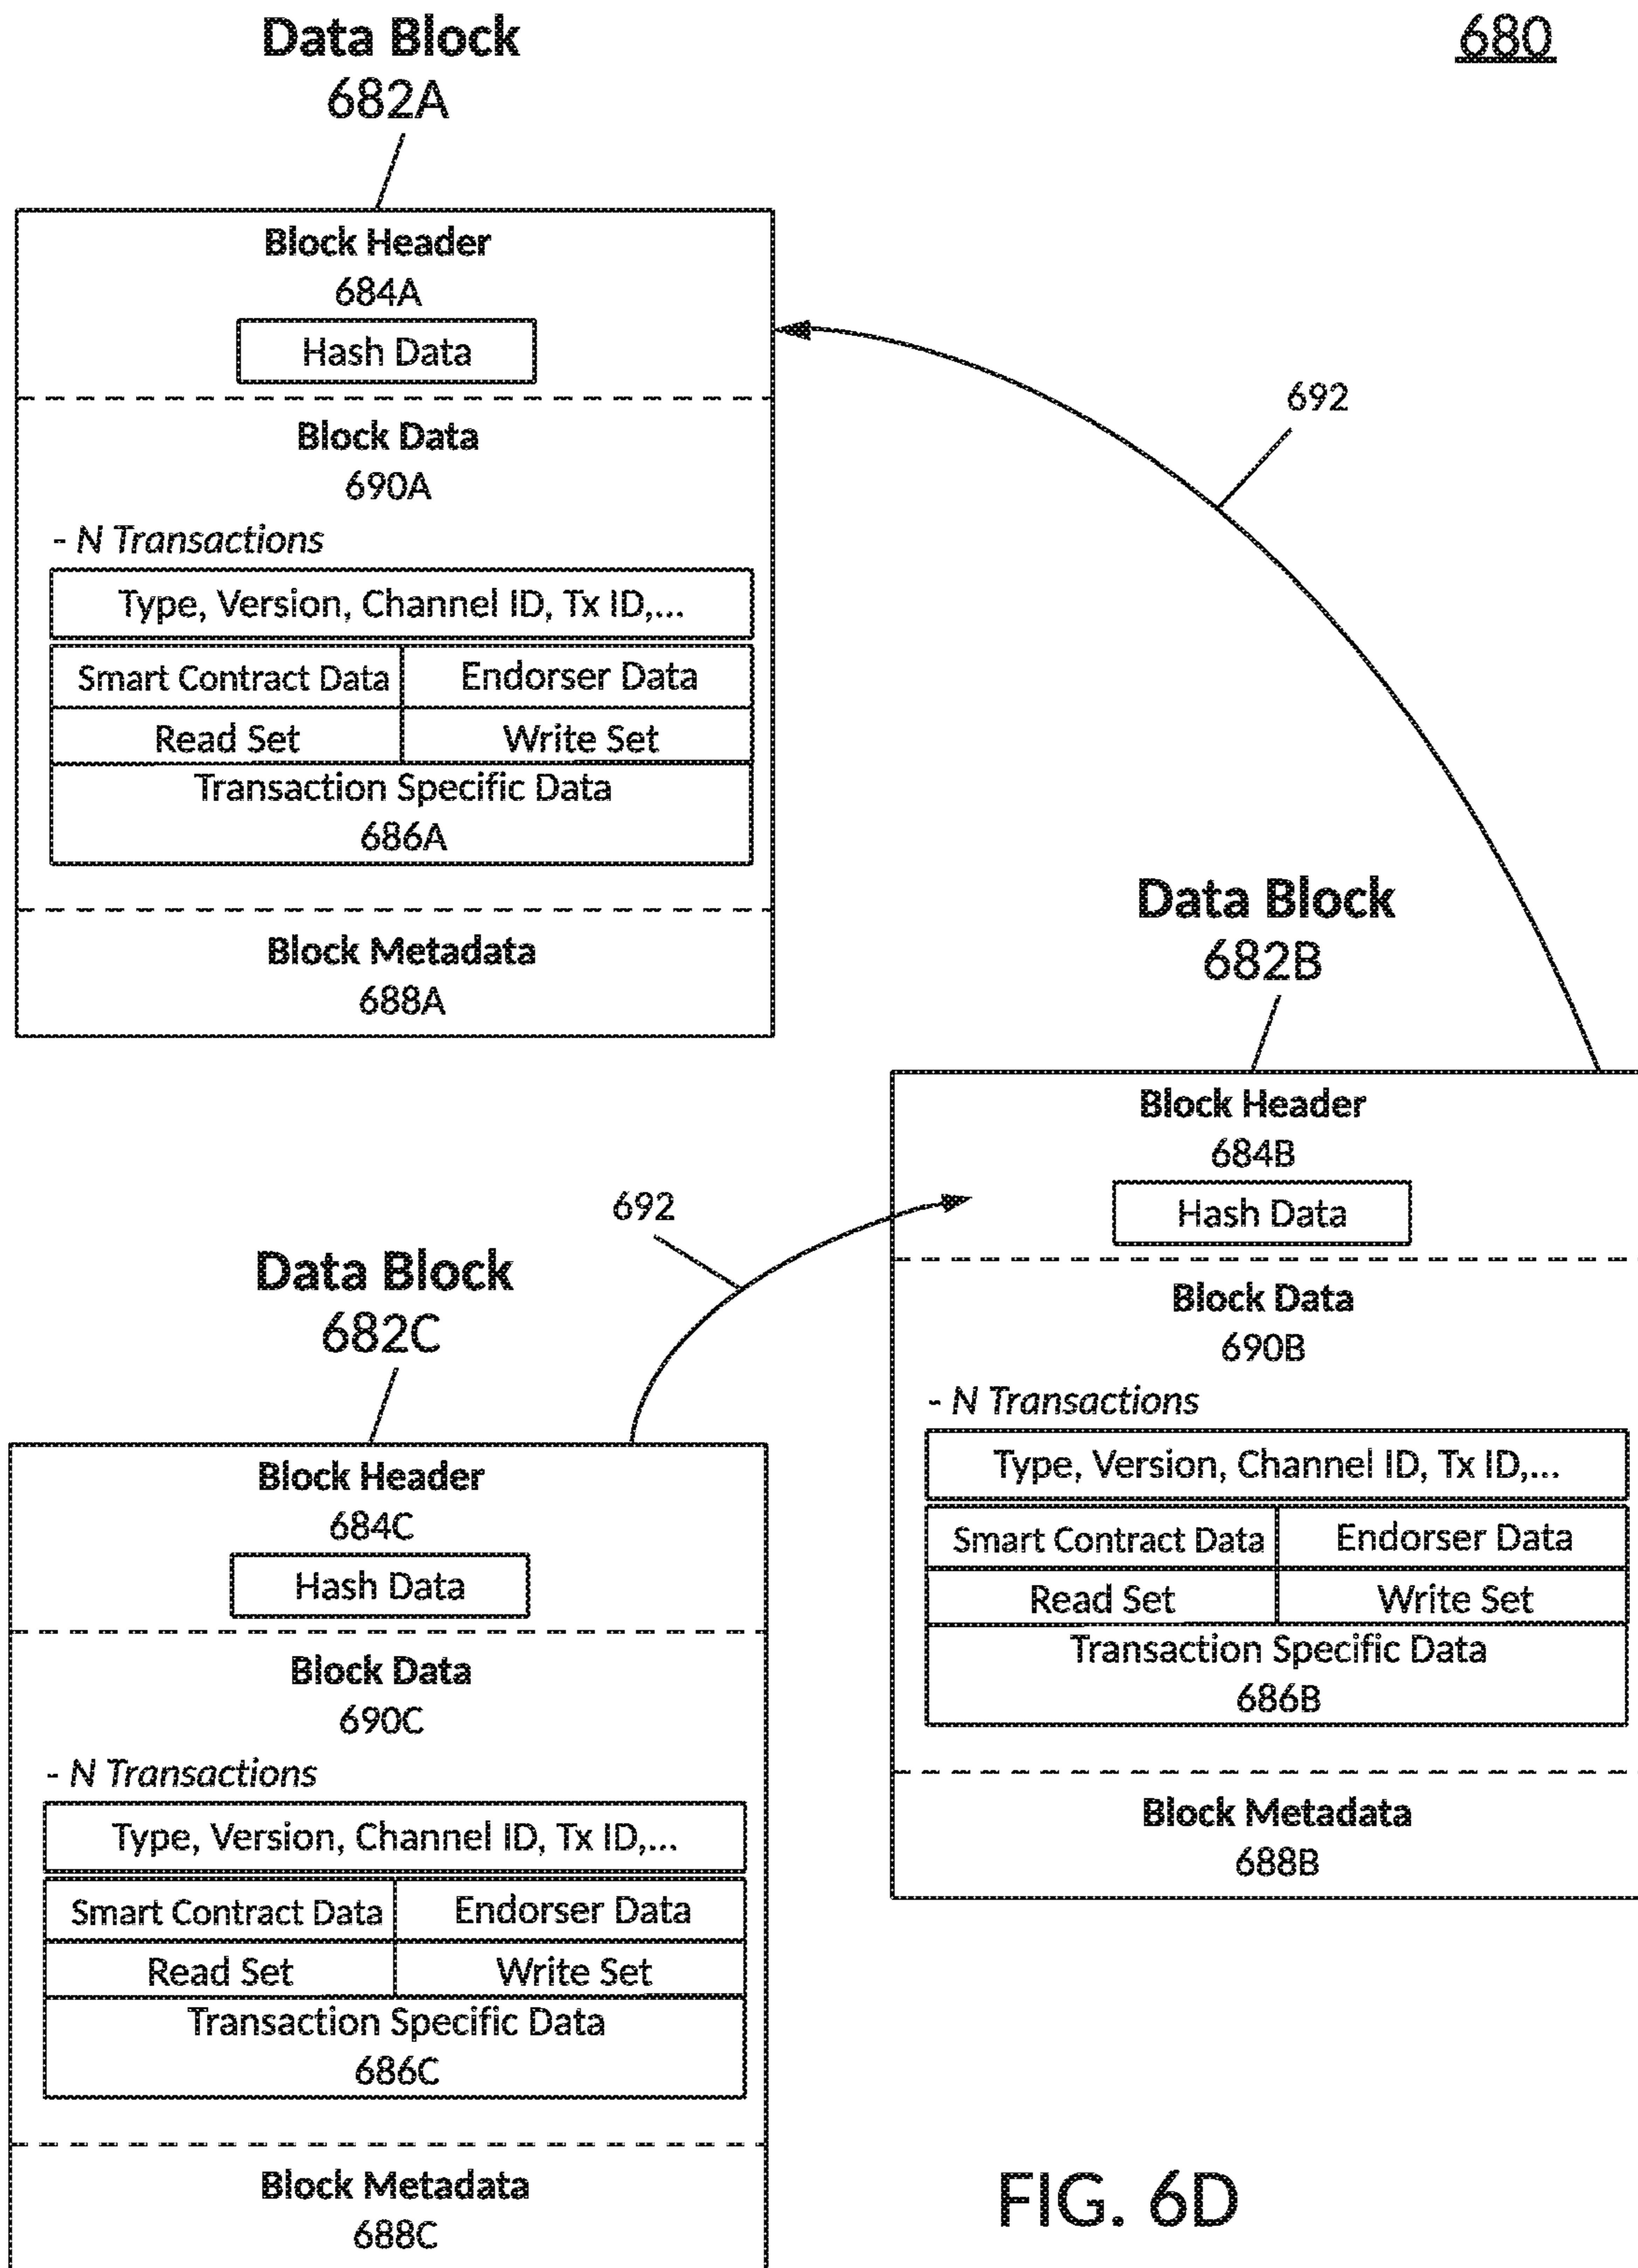 680
Data Block
682A
Block Header
684A
Hash Data
Block Data
690A
- N Transactions
Type, Version, Channel ID, Tx ID,...
Smart Contract Data
Endorser Data
Read Set
Write Set
Transaction Specific Data
686A
Block Metadata
688A
692
Data Block
682B
Block Header
684B
Hash Data
Block Data
690B
- N Transactions
Type, Version, Channel ID, Tx ID,...
Smart Contract Data
Endorser Data
Read Set
Write Set
Transaction Specific Data
686B
Block Metadata
688B
692
Data Block
682C
Block Header
684C
Hash Data
Block Data
690C
- N Transactions
Type, Version, Channel ID, Tx ID,...
Smart Contract Data
Endorser Data
Read Set
Write Set
Transaction Specific Data
686C
Block Metadata
688C
FIG. 6D